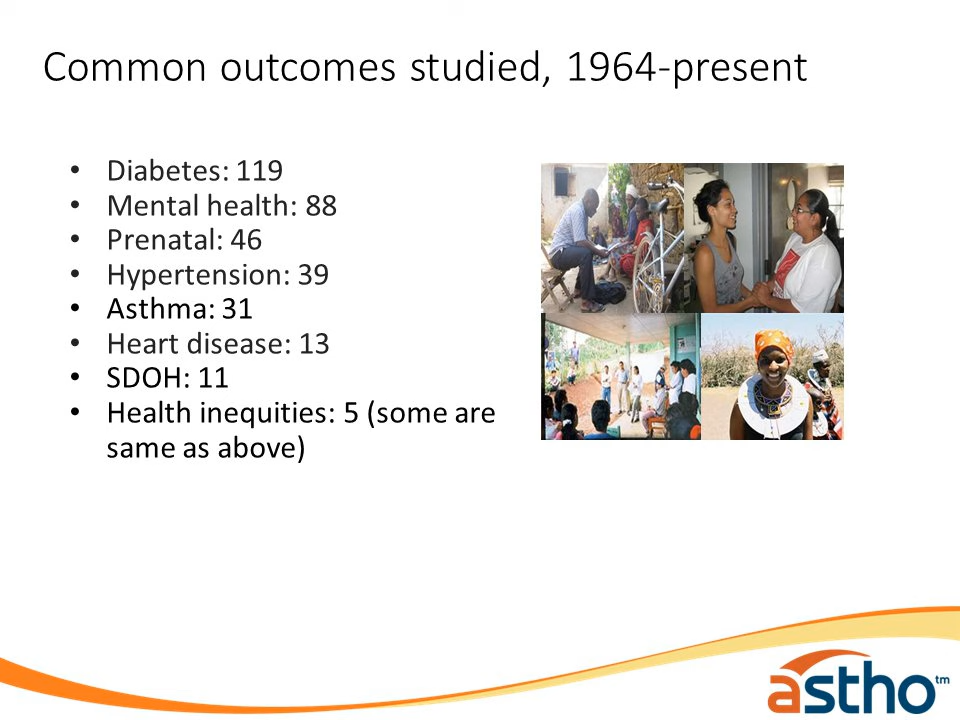 Common outcomes studied, 1964-present
• Diabetes: 119
• Mental health: 88
• Prenatal: 46
• Hypertension: 39
• Asthma: 31
• Heart disease: 13
• SDOH: 11
• Health inequities: 5 (some are
same as above)
astho tm